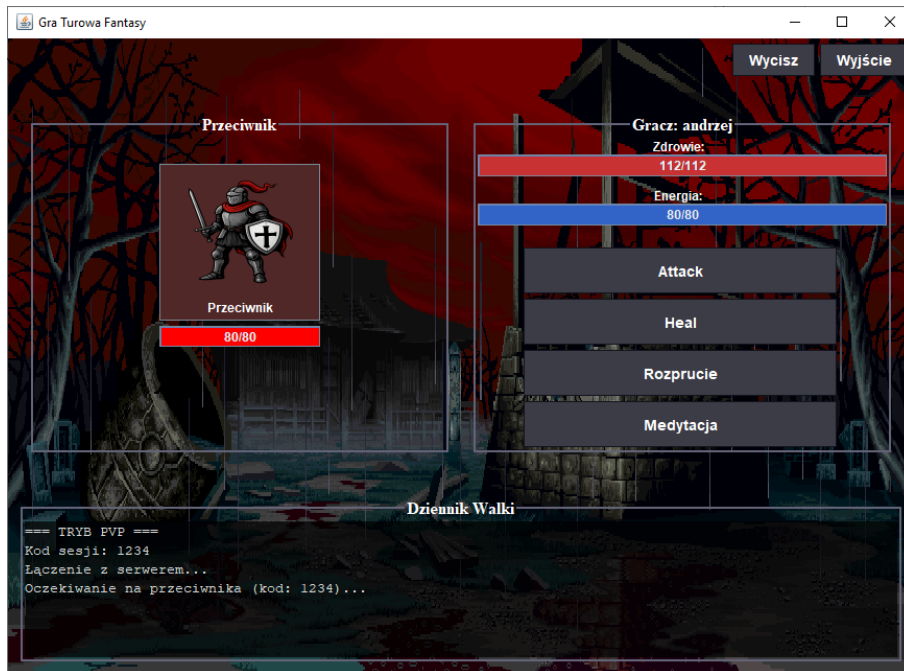 Gra Turowa Fantasy
Wycisz Wyjście
Przeciwnik
Przeciwnik
80/80
Gracz: andrzej
Zdrowie:
112/112
Energia:
80/80
Attack
Heal
Rozprucie
Medytacja
Dziennik Walki
=== TRYB PVP ===
Kod sesji: 1234
Łączenie z serwerem...
Oczekiwanie na przeciwnika (kod: 1234)...